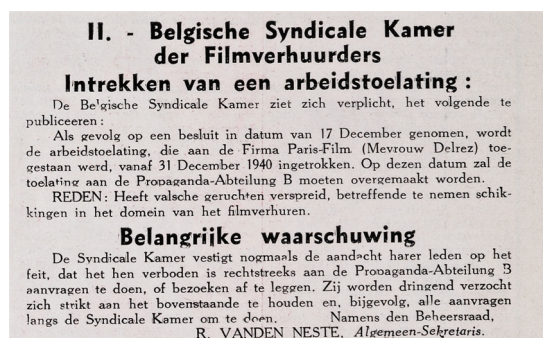 II. - Belgische Syndicale Kamer
der Filmverhuurders
Intrekken van een arbeidstoelating :
De Belgische Syndicale Kamer ziet zich verplicht, het volgende te
publiceeren :
Als gevolg op een besluit in datum van 17 December genomen, wordt
de arbeidstoelating, die aan de Firma Paris-Film (Mevrouw Delrez) toe-
gestaan werd, vanaf 31 December 1940 ingetrokken. Op dezen datum zal de
toelating aan de Propaganda-Abteilung B moeten overgemaakt worden.
REDEN: Heeft valsche geruchten verspreid, betreffende te nemen schik-
kingen in het domein van het filmverhuren.
Belangrijke waarschuwing
De Syndicale Kamer vestigt nogmaals de aandacht harer leden op het
feit, dat het hen verboden is rechtstreeks aan de Propaganda-Abteilung B
aanvragen te doen, of bezoeken af te leggen. Zij worden dringend verzocht
zich strikt aan het bovenstaande te houden en, bijgevolg, alle aanvragen
langs de Syndicale Kamer om te doen. Namens den Beheersraad,
R. VANDEN NESTE, Algemeen-Sekretaris.